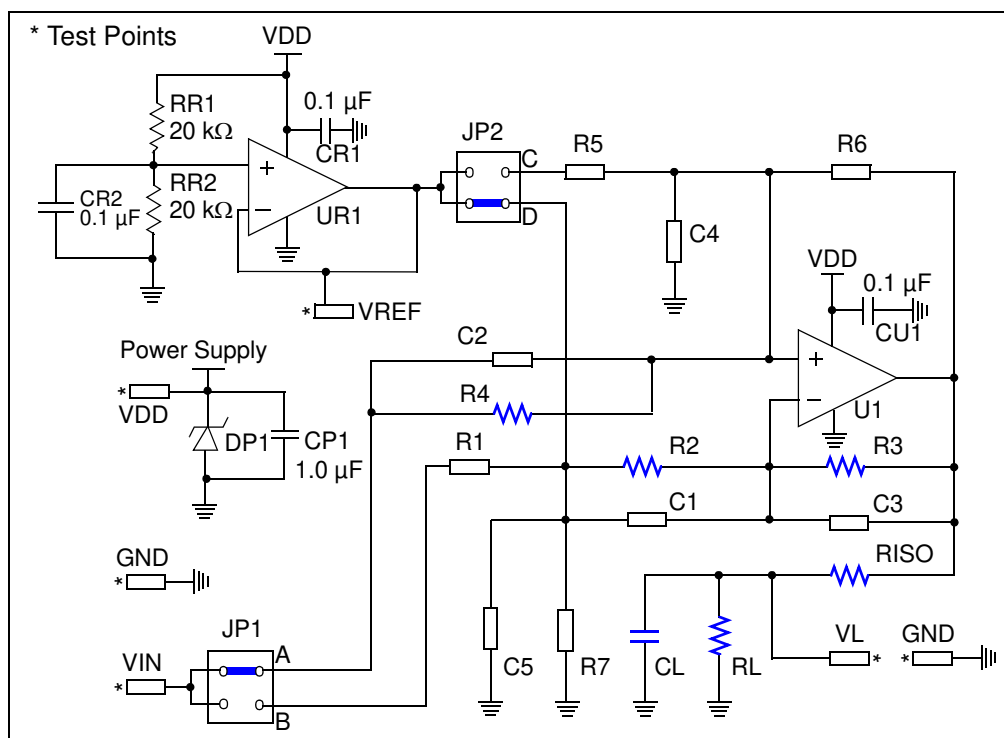 * Test Points
VDD
RR1
20 kΩ
0.1 µF
CR1
JP2
C
D
R5
R6
CR2
0.1 µF
RR2
20 kΩ
+
−
UR1
C4
* VREF
VDD
0.1 µF
CU1
Power Supply
*
VDD
DP1
CP1
1.0 µF
C2
R4
+
−
U1
R1
R2
R3
C1
C3
GND
*
RISO
JP1
A
B
VIN
*
C5
R7
CL
RL
VL
*
GND
*